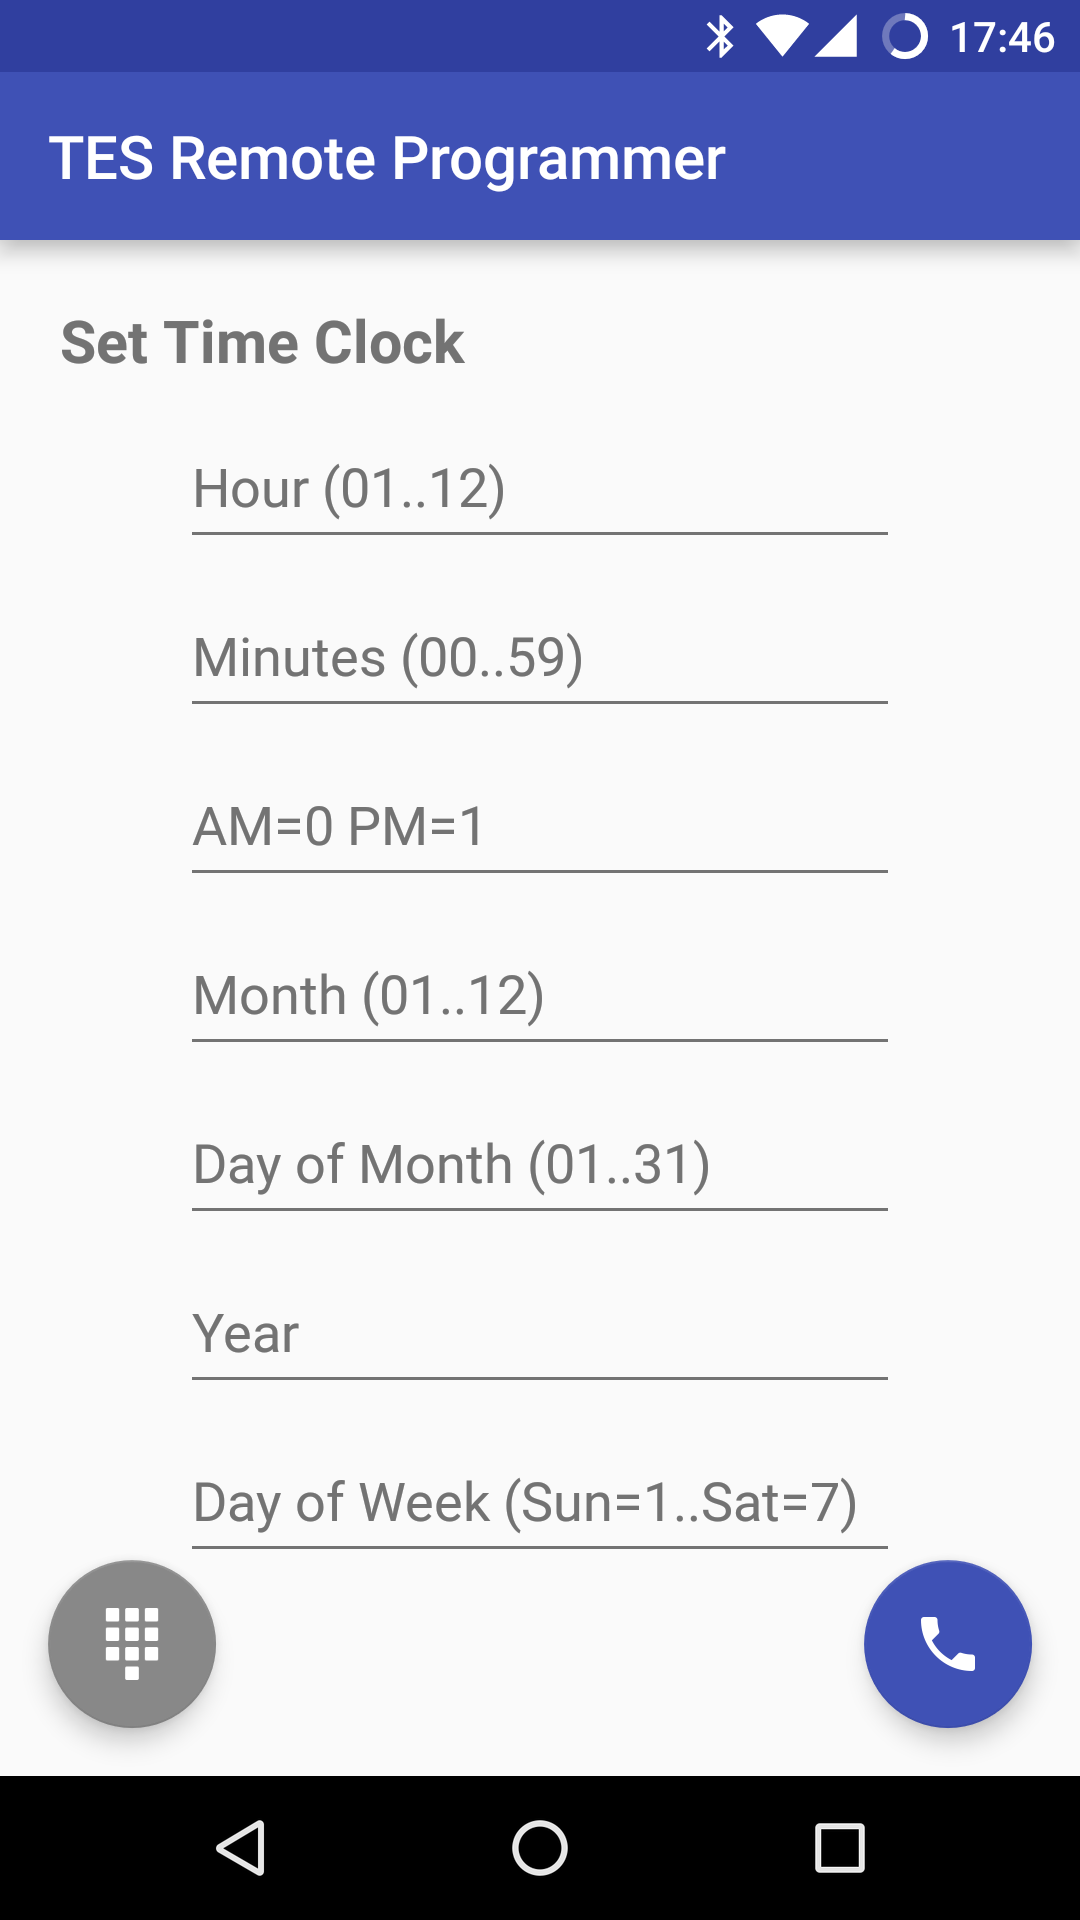 17:46
TES Remote Programmer
Set Time Clock
Hour (01..12)
Minutes (00..59)
AM=0 PM=1
Month (01..12)
Day of Month (01..31)
Year
Day of Week (Sun=1..Sat=7)